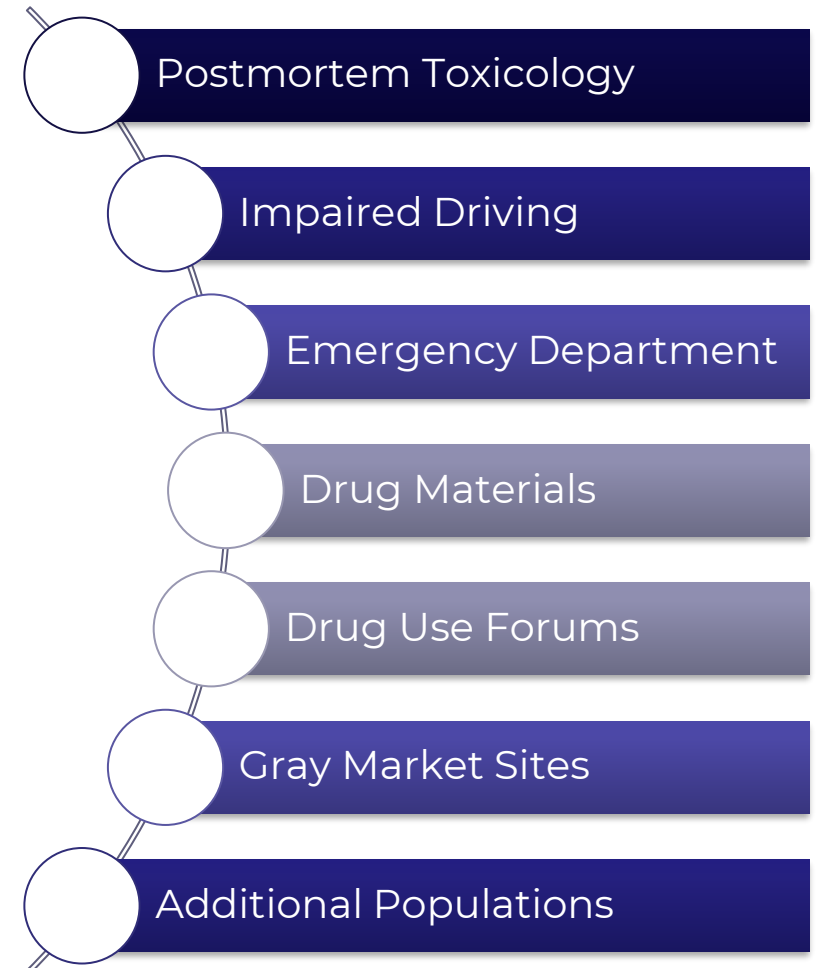 Postmortem Toxicology
Impaired Driving
Emergency Department
Drug Materials
Drug Use Forums
Gray Market Sites
Additional Populations